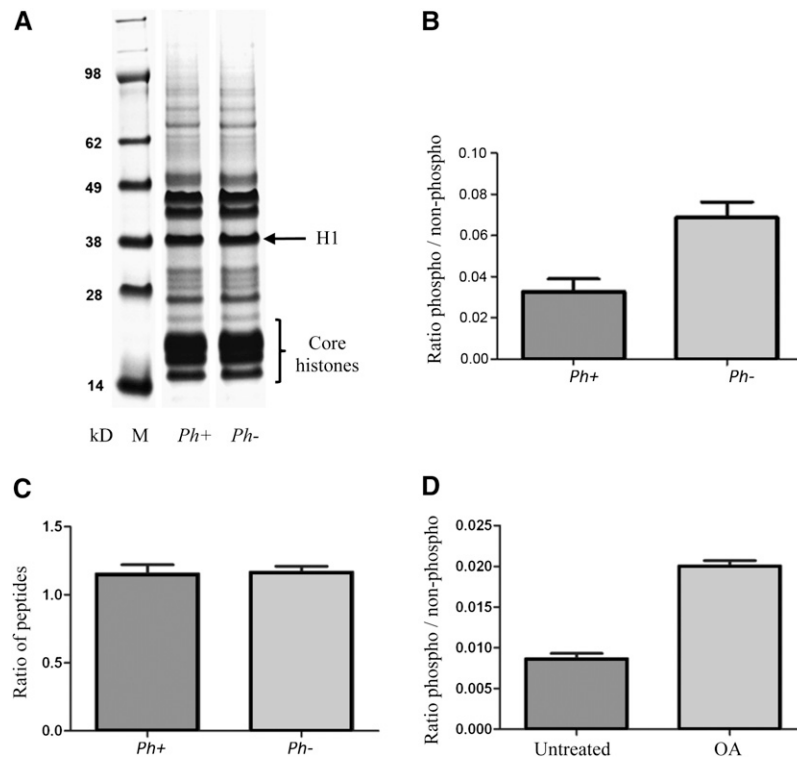 A
98
62
49
38
28
14
H1
Core
histones
kD M Ph+ Ph-
B
Ratio phospho / non-phospho
0.10
0.08
0.06
0.04
0.02
0.00
Ph+ Ph-
C
Ratio of peptides
1.5
1.0
0.5
0.0
Ph+ Ph-
D
Ratio phospho / non-phospho
0.025
0.020
0.015
0.010
0.005
0.000
Untreated OA